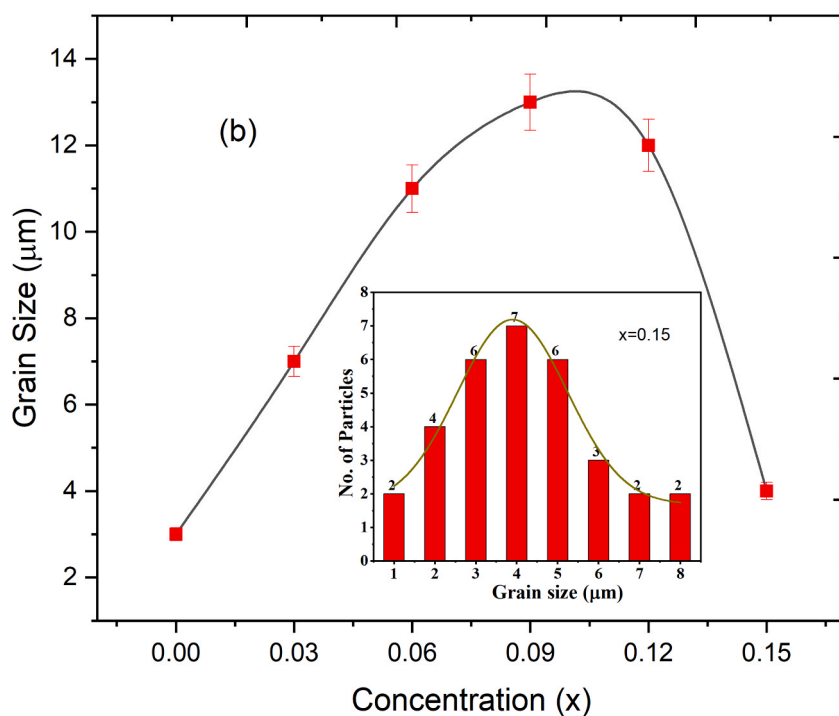 (b)
Grain Size (μm)
14
12
10
8
6
4
2
0.00 0.03 0.06 0.09 0.12 0.15
Concentration (x)
x=0.15
No. of Particles
8
7
6
5
4
3
2
1
0
2 4 6 7 6 3 2 2
1 2 3 4 5 6 7 8
Grain size (μm)